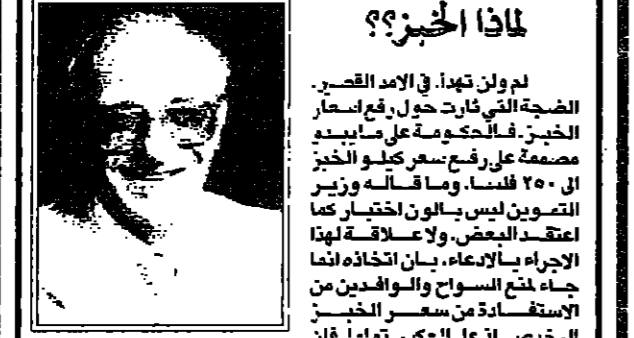 لماذا الخبز؟؟
لم ولن تهدأ. في الامد القصير.
الضجة التي ثارت حول رفع اسعار
الخبز. فالحكومة على ما يبدو
مصممة على رفع سعر كيلو الخبز
الى ٢٥٠ فلسا. وما قاله وزير
التموين ليس بالون اختبار كما
اعتقد البعض. ولا علاقة لهذا
الاجراء بالادعاء، بان اتخاذه انما
جاء لمنع السواح والوافدين من
الاستفادة من سعر الخبز